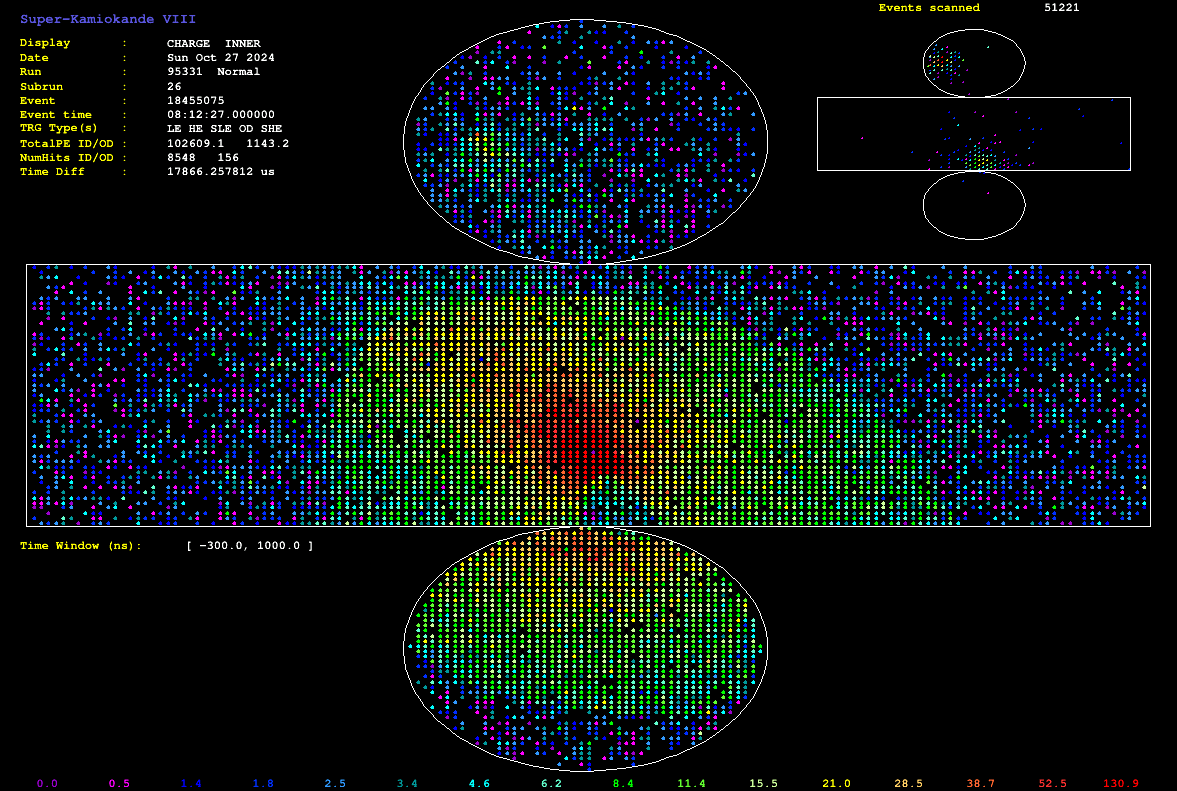 Super-Kamiokande VIII
Events scanned 51221
Display : CHARGE INNER
Date : Sun Oct 27 2024
Run : 95331 Normal
Subrun : 26
Event : 18455075
Event time : 08:12:27.000000
TRG Type(s) : LE HE SLE OD SHE
TotalPE ID/OD : 102609.1 1143.2
NumHits ID/OD : 8548 156
Time Diff : 17866.257812 us
Time Window (ns): [ -300.0, 1000.0 ]
0.0 0.5 1.4 1.8 2.5 3.4 4.6 6.2 8.4 11.4 15.5 21.0 28.5 38.7 52.5 130.9